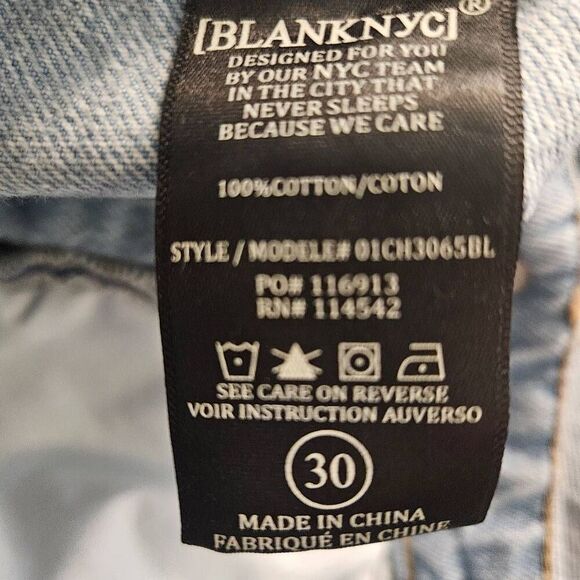 [BLANKNYC]®
DESIGNED FOR YOU
BY OUR NYC TEAM
IN THE CITY THAT
NEVER SLEEPS
BECAUSE WE CARE
100%COTTON/COTON
STYLE / MODELE# 01CH3065BL
PO# 116913
RN# 114542
SEE CARE ON REVERSE
VOIR INSTRUCTION AUVERSO
30
MADE IN CHINA
FABRIQUÉ EN CHINE